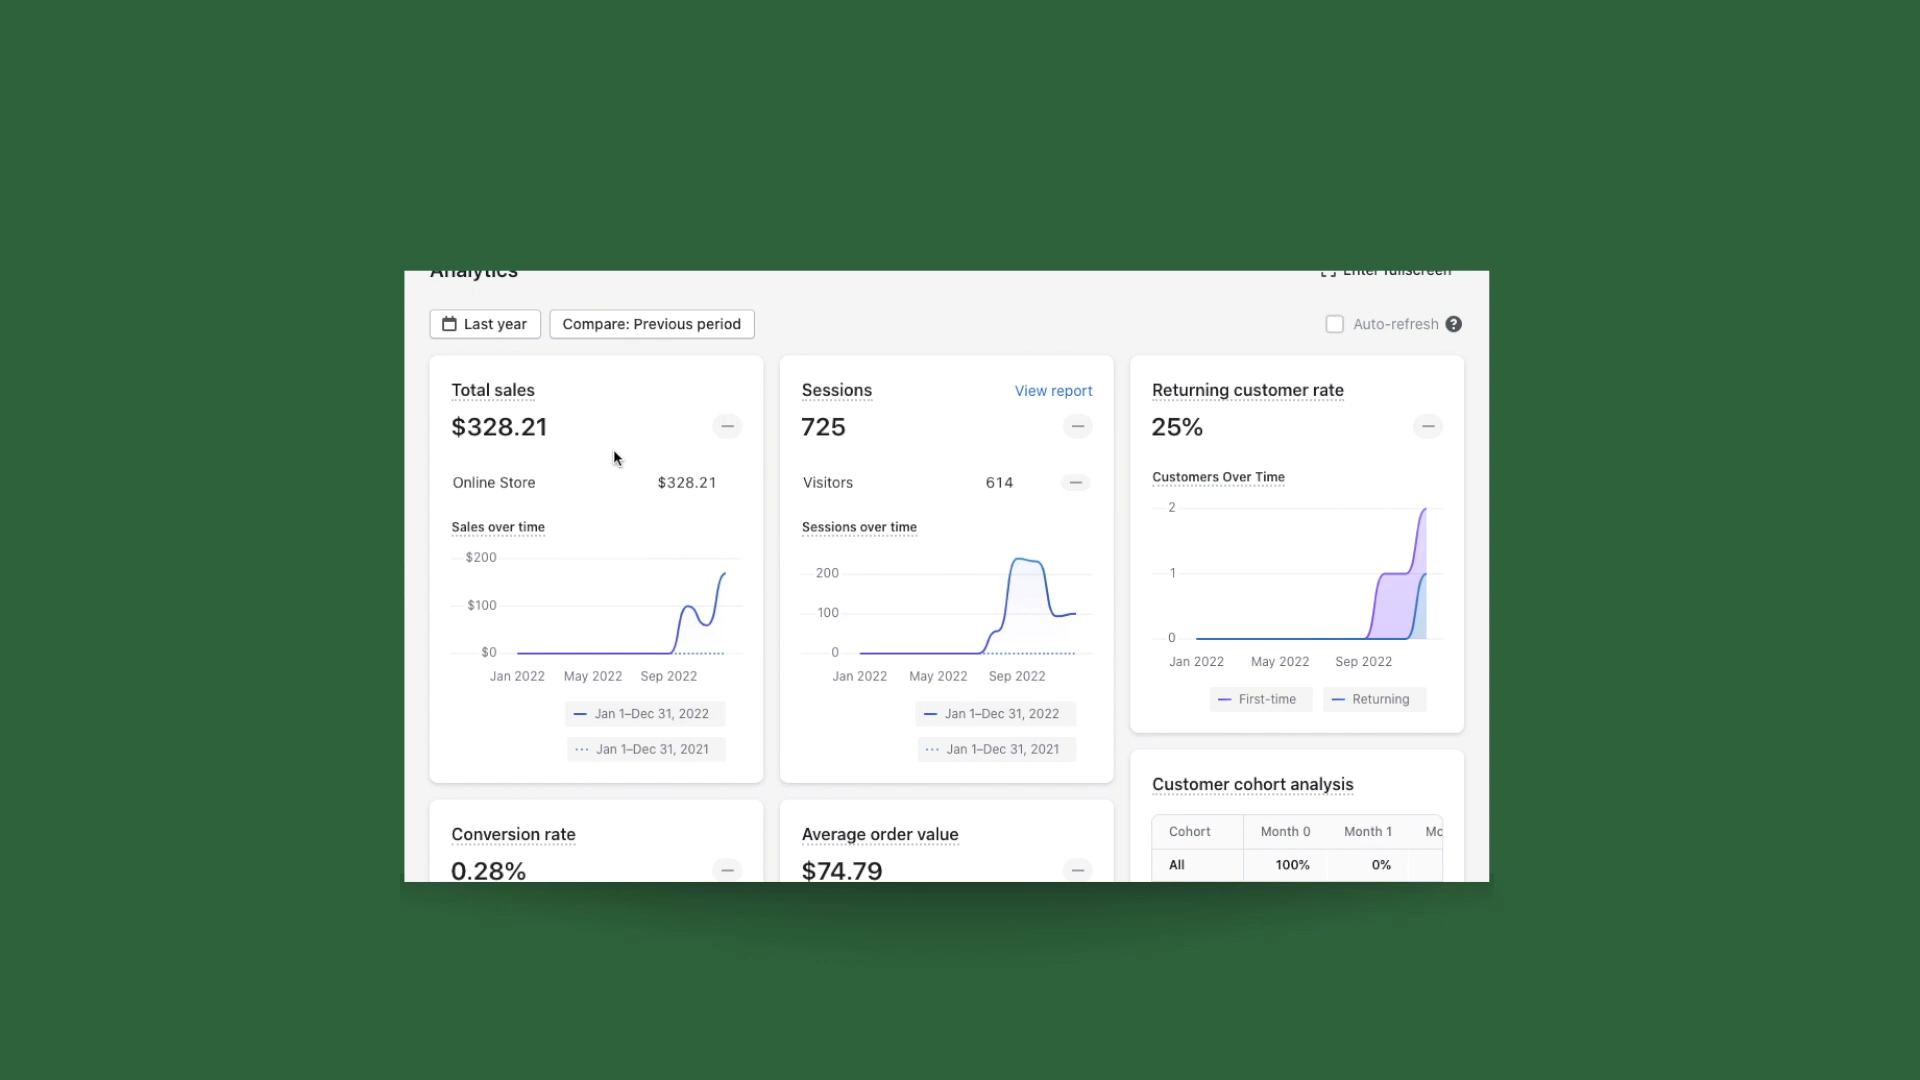 Analytics
Enter fullscreen
Last year
Compare: Previous period
Auto-refresh ?
Total sales
$328.21
Online Store $328.21
Sales over time
$200
$100
$0
Jan 2022 May 2022 Sep 2022
Jan 1–Dec 31, 2022
Jan 1–Dec 31, 2021
Sessions View report
725
Visitors 614
Sessions over time
200
100
0
Jan 2022 May 2022 Sep 2022
Jan 1–Dec 31, 2022
Jan 1–Dec 31, 2021
Returning customer rate
25%
Customers Over Time
2
1
0
Jan 2022 May 2022 Sep 2022
First-time Returning
Conversion rate
0.28%
Average order value
$74.79
Customer cohort analysis
Cohort Month 0 Month 1 Mo
All 100% 0%